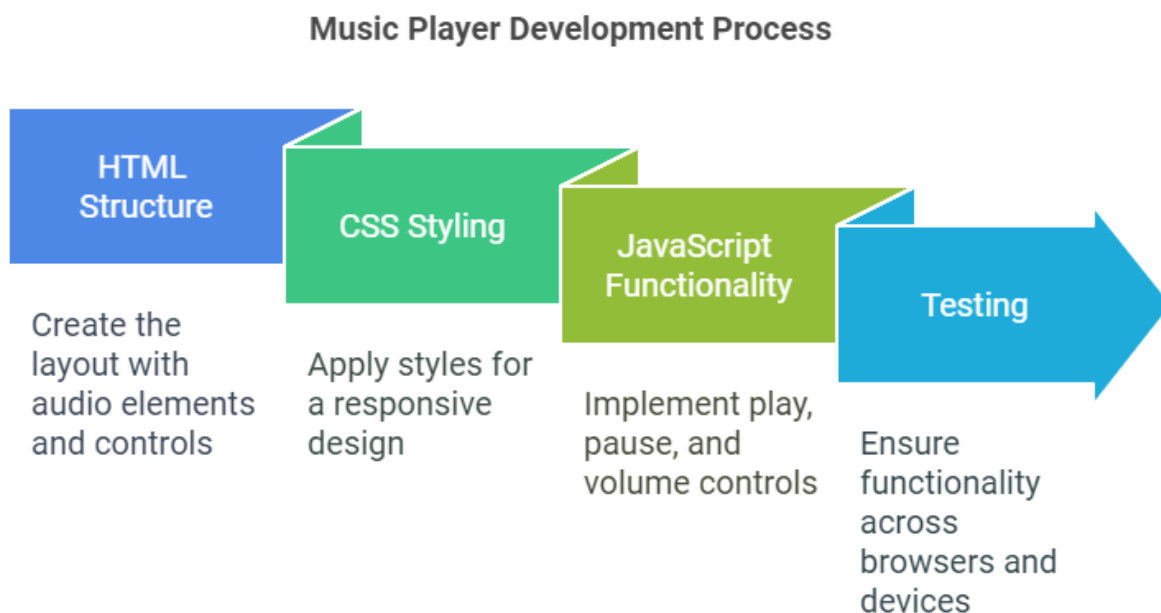 Music Player Development Process
HTML
Structure
Create the
layout with
audio elements
and controls
CSS Styling
Apply styles for
a responsive
design
JavaScript
Functionality
Implement play,
pause, and
volume controls
Testing
Ensure
functionality
across
browsers and
devices